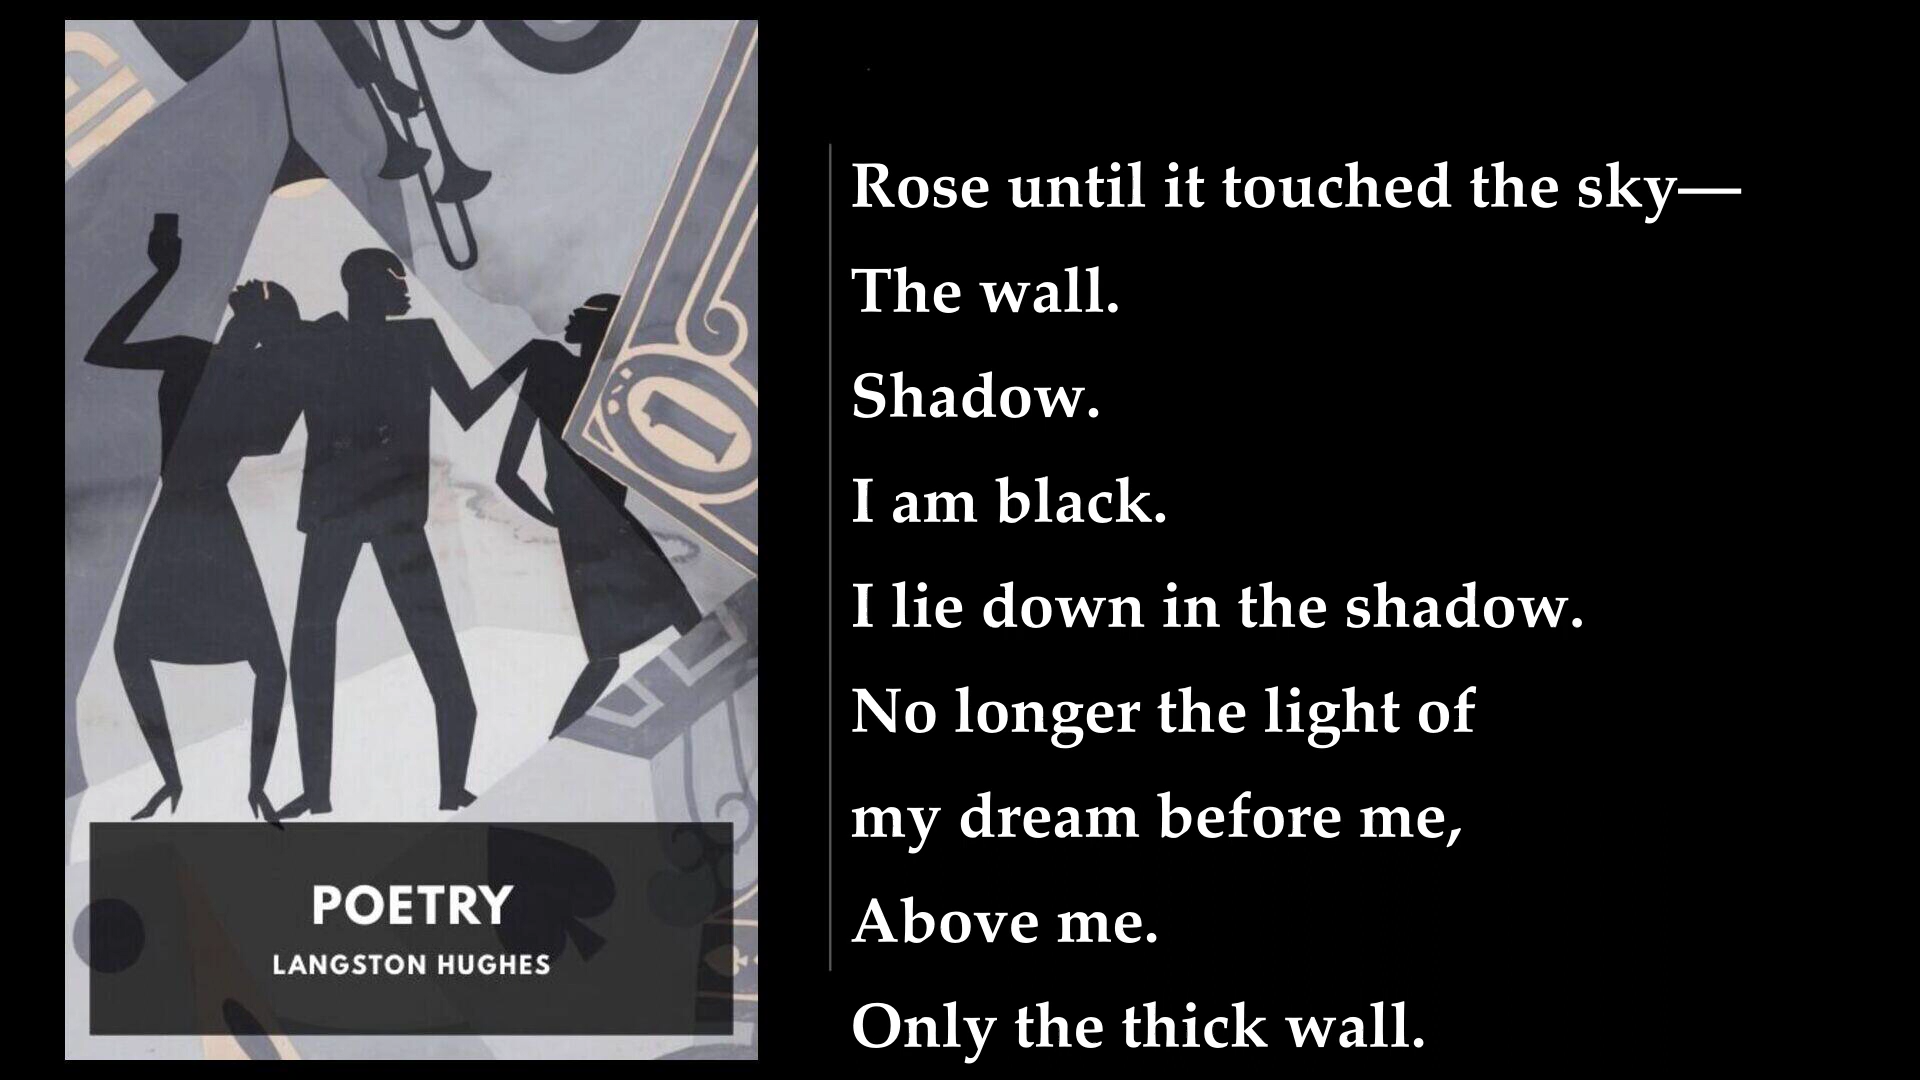 Rose until it touched the sky—
The wall.
Shadow.
I am black.
I lie down in the shadow.
No longer the light of
my dream before me,
Above me.
Only the thick wall.
1
POETRY
LANGSTON HUGHES